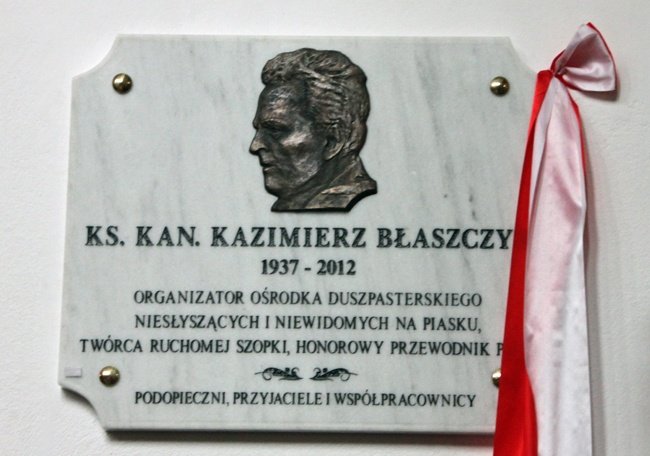 KS. KAN. KAZIMIERZ BŁASZCZY
1937 - 2012
ORGANIZATOR OŚRODKA DUSZPASTERSKIEGO
NIESŁYSZĄCYCH I NIEWIDOMYCH NA PIASKU,
TWÓRCA RUCHOMEJ SZOPKI, HONOROWY PRZEWODNIK P
PODOPIECZNI, PRZYJACIELE I WSPÓŁPRACOWNICY